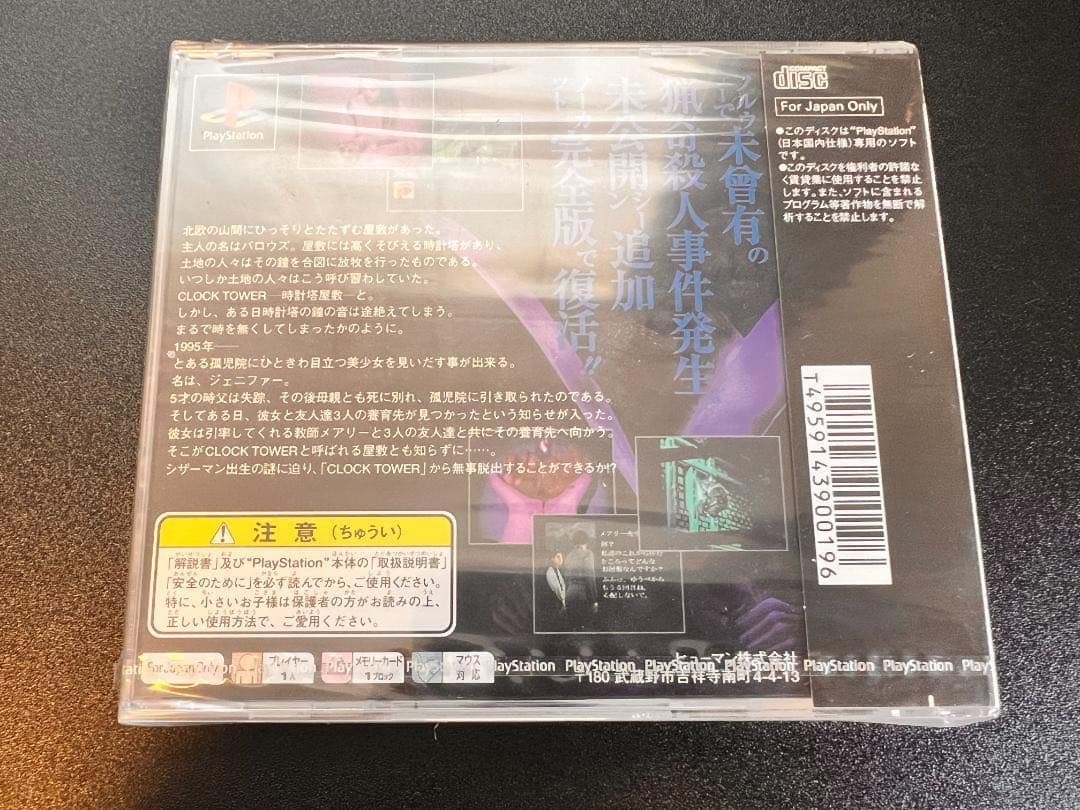 PlayStation
ノルウェーで未曾有の
猟奇殺人事件発生
未公開シーン追加
完全版で復活!!
北欧の山間にひっそりとたたずむ屋敷があった。
主人の名はバロウズ。屋敷には高くそびえる時計塔があり、
土地の人々はその鐘を合図に放牧を行ったものである。
いつしか土地の人々はこう呼び習わしていた。
CLOCK TOWER―時計塔屋敷―と。
しかし、ある日時計塔の鐘の音は途絶えてしまう。
まるで時を無くしてしまったかのように。
1995年――
とある孤児院にひときわ目立つ美少女を見いだす事が出来る。
名は、ジェニファー。
5才の時父は失踪、その後母親とも死に別れ、孤児院に引き取られたのである。
そしてある日、彼女と友人達3人の養育先が見つかったという知らせが入った。
彼女は引率してくれる教師メアリーと3人の友人達と共にその養育先へ向かう。
そこがCLOCK TOWERと呼ばれる屋敷とも知らずに……。
シザーマン出生の謎に迫り、「CLOCK TOWER」から無事脱出することができるか!?
注意(ちゅうい)
「解説書」及び"PlayStation"本体の「取扱説明書」
「安全のために」を必ず読んでから、ご使用ください。
特に、小さいお子様は保護者の方がお読みの上、
正しい使用方法で、ご愛用ください。
For Japan Only
プレイヤー
1人
メモリーカード
1ブロック
マウス
対応
PlayStation PlayStation PlayStation PlayStation PlayStation PlayStation
ヒューマン株式会社
〒180 武蔵野市吉祥寺南町4-4-13
COMPACT
disc
For Japan Only
●このディスクは"PlayStation"
(日本国内仕様)専用のソフト
です。
●このディスクを権利者の許諾な
く賃貸業に使用することを禁止
します。また、ソフトに含まれる
プログラム等著作物を無断で解
析することを禁止します。
T4959143900196